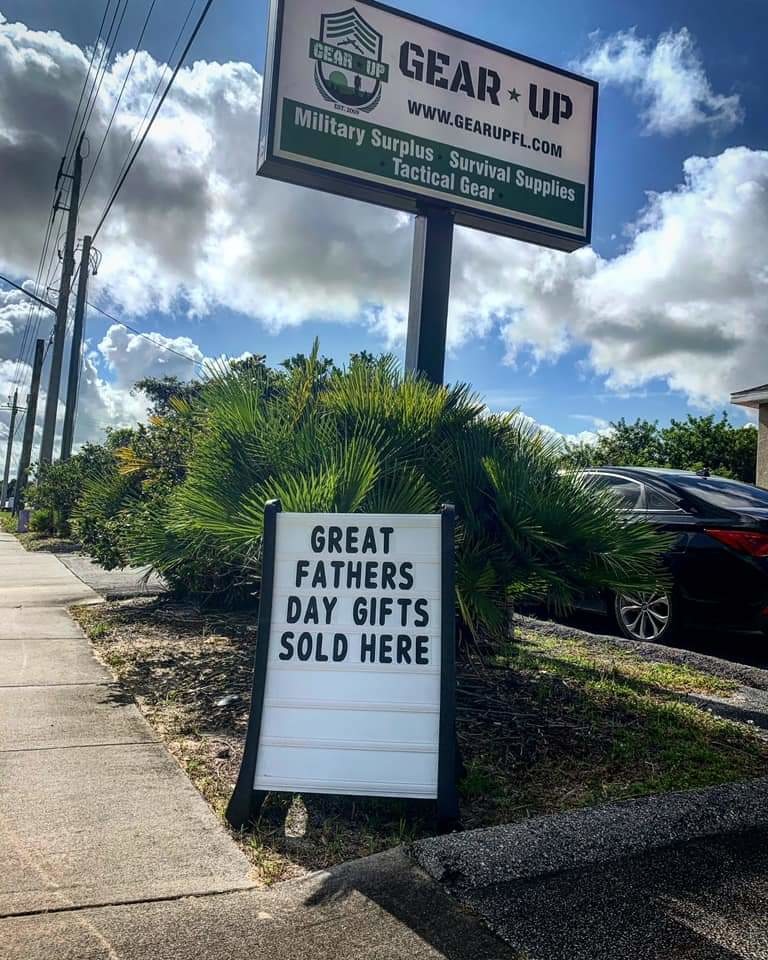 GEAR UP
EST. 2009
GEAR ★ UP
WWW.GEARUPFL.COM
Military Surplus Survival Supplies
Tactical Gear
GREAT
FATHERS
DAY GIFTS
SOLD HERE